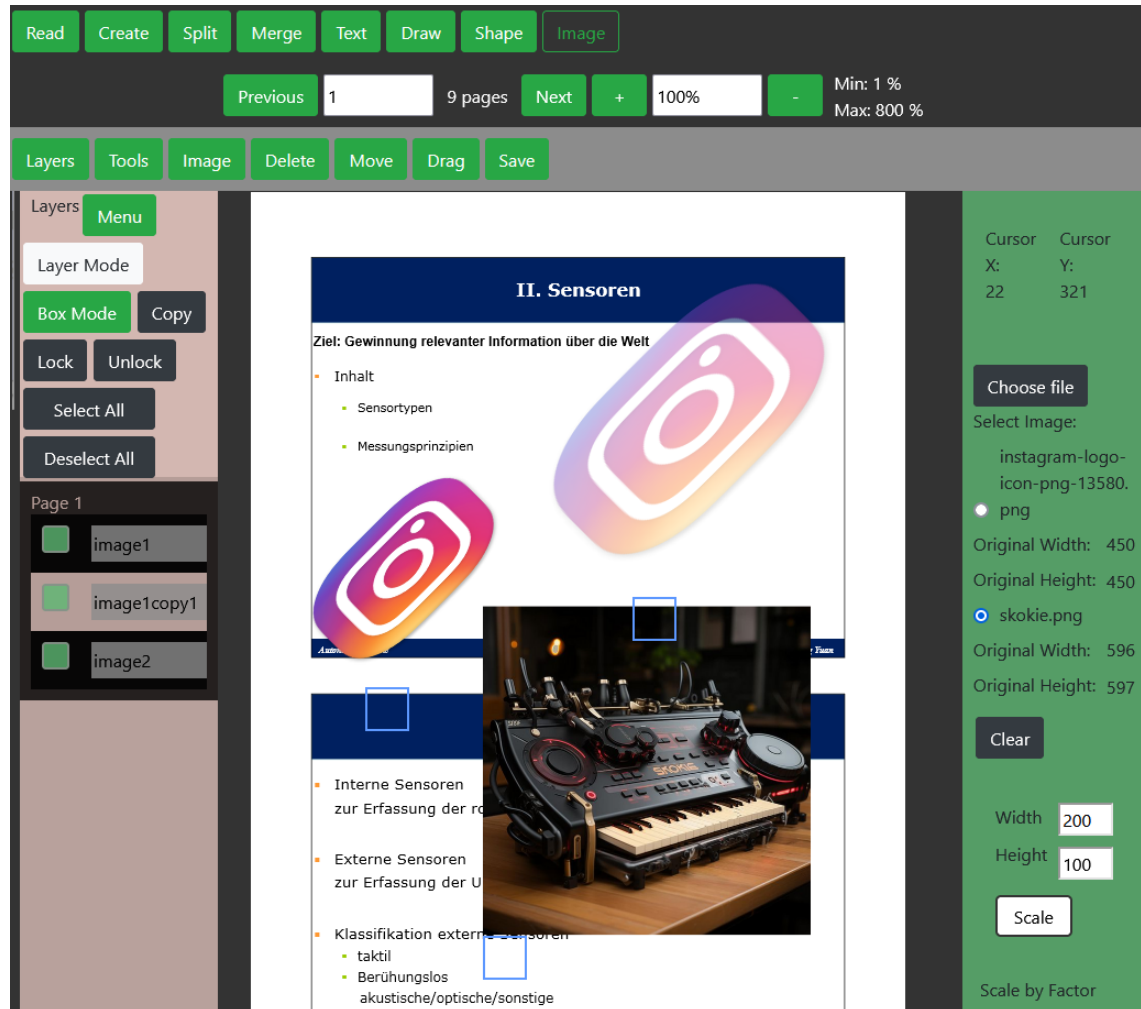 Read Create Split Merge Text Draw Shape Image
Previous 1 9 pages Next + 100% - Min: 1 %
Max: 800 %
Layers Tools Image Delete Move Drag Save
Layers Menu
Layer Mode
Box Mode Copy
Lock Unlock
Select All
Deselect All
Page 1
image1
image1copy1
image2
II. Sensoren
Ziel: Gewinnung relevanter Information über die Welt
Inhalt
Sensortypen
Messungsprinzipien
Yuan
SKOKIE
Interne Sensoren
zur Erfassung der
Externe Sensoren
zur Erfassung der U
Klassifikation externe Sensoren
taktil
Berühungslos
akustische/optische/sonstige
Cursor Cursor
X: Y:
22 321
Choose file
Select Image:
instagram-logo-
icon-png-13580.
png
Original Width: 450
Original Height: 450
skokie.png
Original Width: 596
Original Height: 597
Clear
Width 200
Height 100
Scale
Scale by Factor